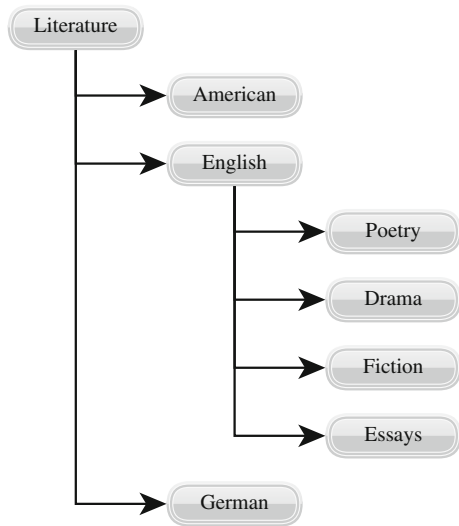 Literature
American
English
Poetry
Drama
Fiction
Essays
German